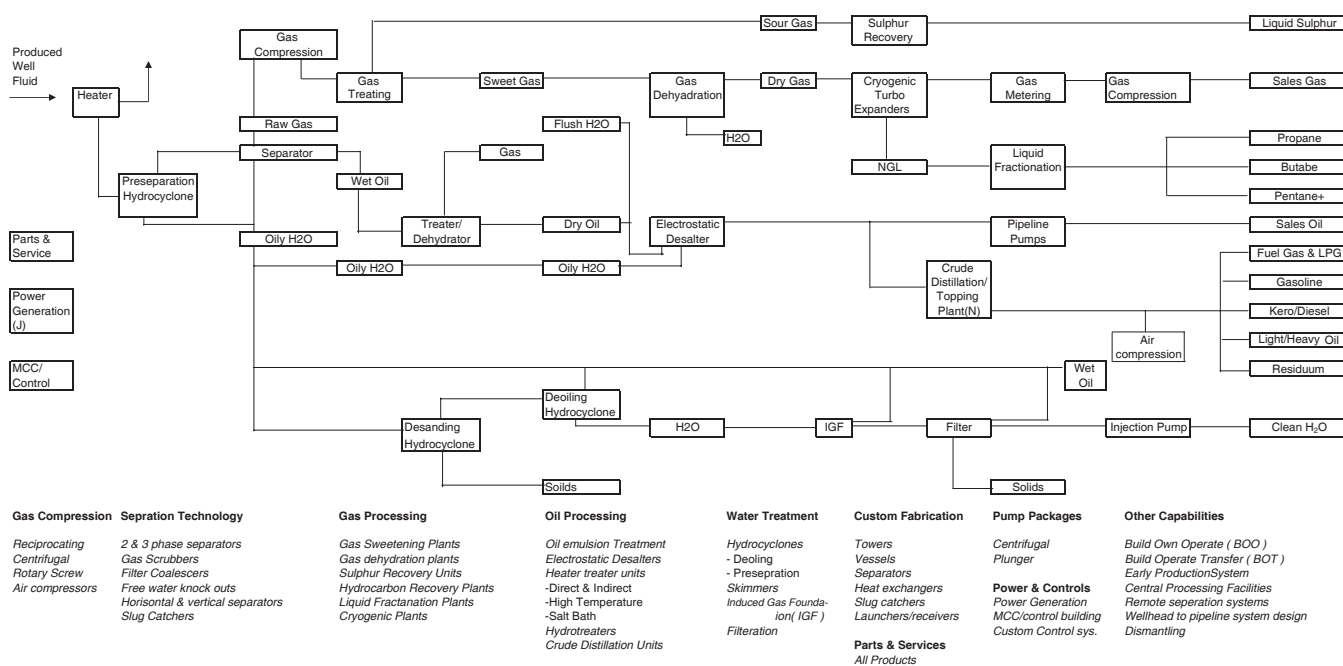 Sour Gas
Sulphur
Recovery
Liquid Sulphur
Gas
Compression
Produced
Well
Fluid
Heater
Gas
Treating
Sweet Gas
Gas
Dehyadration
Dry Gas
Cryogenic
Turbo
Expanders
Gas
Metering
Gas
Compression
Sales Gas
Raw Gas
Flush H2O
H2O
Propane
Separator
Gas
NGL
Liquid
Fractionation
Butabe
Preseparation
Hydrocyclone
Wet Oil
Pentane+
Parts &
Service
Oily H2O
Treater/
Dehydrator
Dry Oil
Electrostatic
Desalter
Pipeline
Pumps
Sales Oil
Oily H2O
Oily H2O
Crude
Distillation/
Topping
Plant(N)
Fuel Gas & LPG
Gasoline
Power
Generation
(J)
Kero/Diesel
Air
compression
Light/Heavy Oil
MCC/
Control
Wet
Oil
Residuum
Deoiling
Hydrocyclone
Desanding
Hydrocyclone
H2O
IGF
Filter
Injection Pump
Clean H₂O
Soilds
Solids
Gas Compression
Reciprocating
Centrifugal
Rotary Screw
Air compressors
Sepration Technology
2 & 3 phase separators
Gas Scrubbers
Filter Coalescers
Free water knock outs
Horisontal & vertical separators
Slug Catchers
Gas Processing
Gas Sweetening Plants
Gas dehydration plants
Sulphur Recovery Units
Hydrocarbon Recovery Plants
Liquid Fractanation Plants
Cryogenic Plants
Oil Processing
Oil emulsion Treatment
Electrostatic Desalters
Heater treater units
-Direct & Indirect
-High Temperature
-Salt Bath
Hydrotreaters
Crude Distillation Units
Water Treatment
Hydrocyclones
- Deoling
- Presepration
Skimmers
Induced Gas Founda-
ion( IGF )
Filteration
Custom Fabrication
Towers
Vessels
Separators
Heat exchangers
Slug catchers
Launchers/receivers
Parts & Services
All Products
Pump Packages
Centrifugal
Plunger
Power & Controls
Power Generation
MCC/control building
Custom Control sys.
Other Capabilities
Build Own Operate ( BOO )
Build Operate Transfer ( BOT )
Early ProductionSystem
Central Processing Facilities
Remote seperation systems
Wellhead to pipeline system design
Dismantling